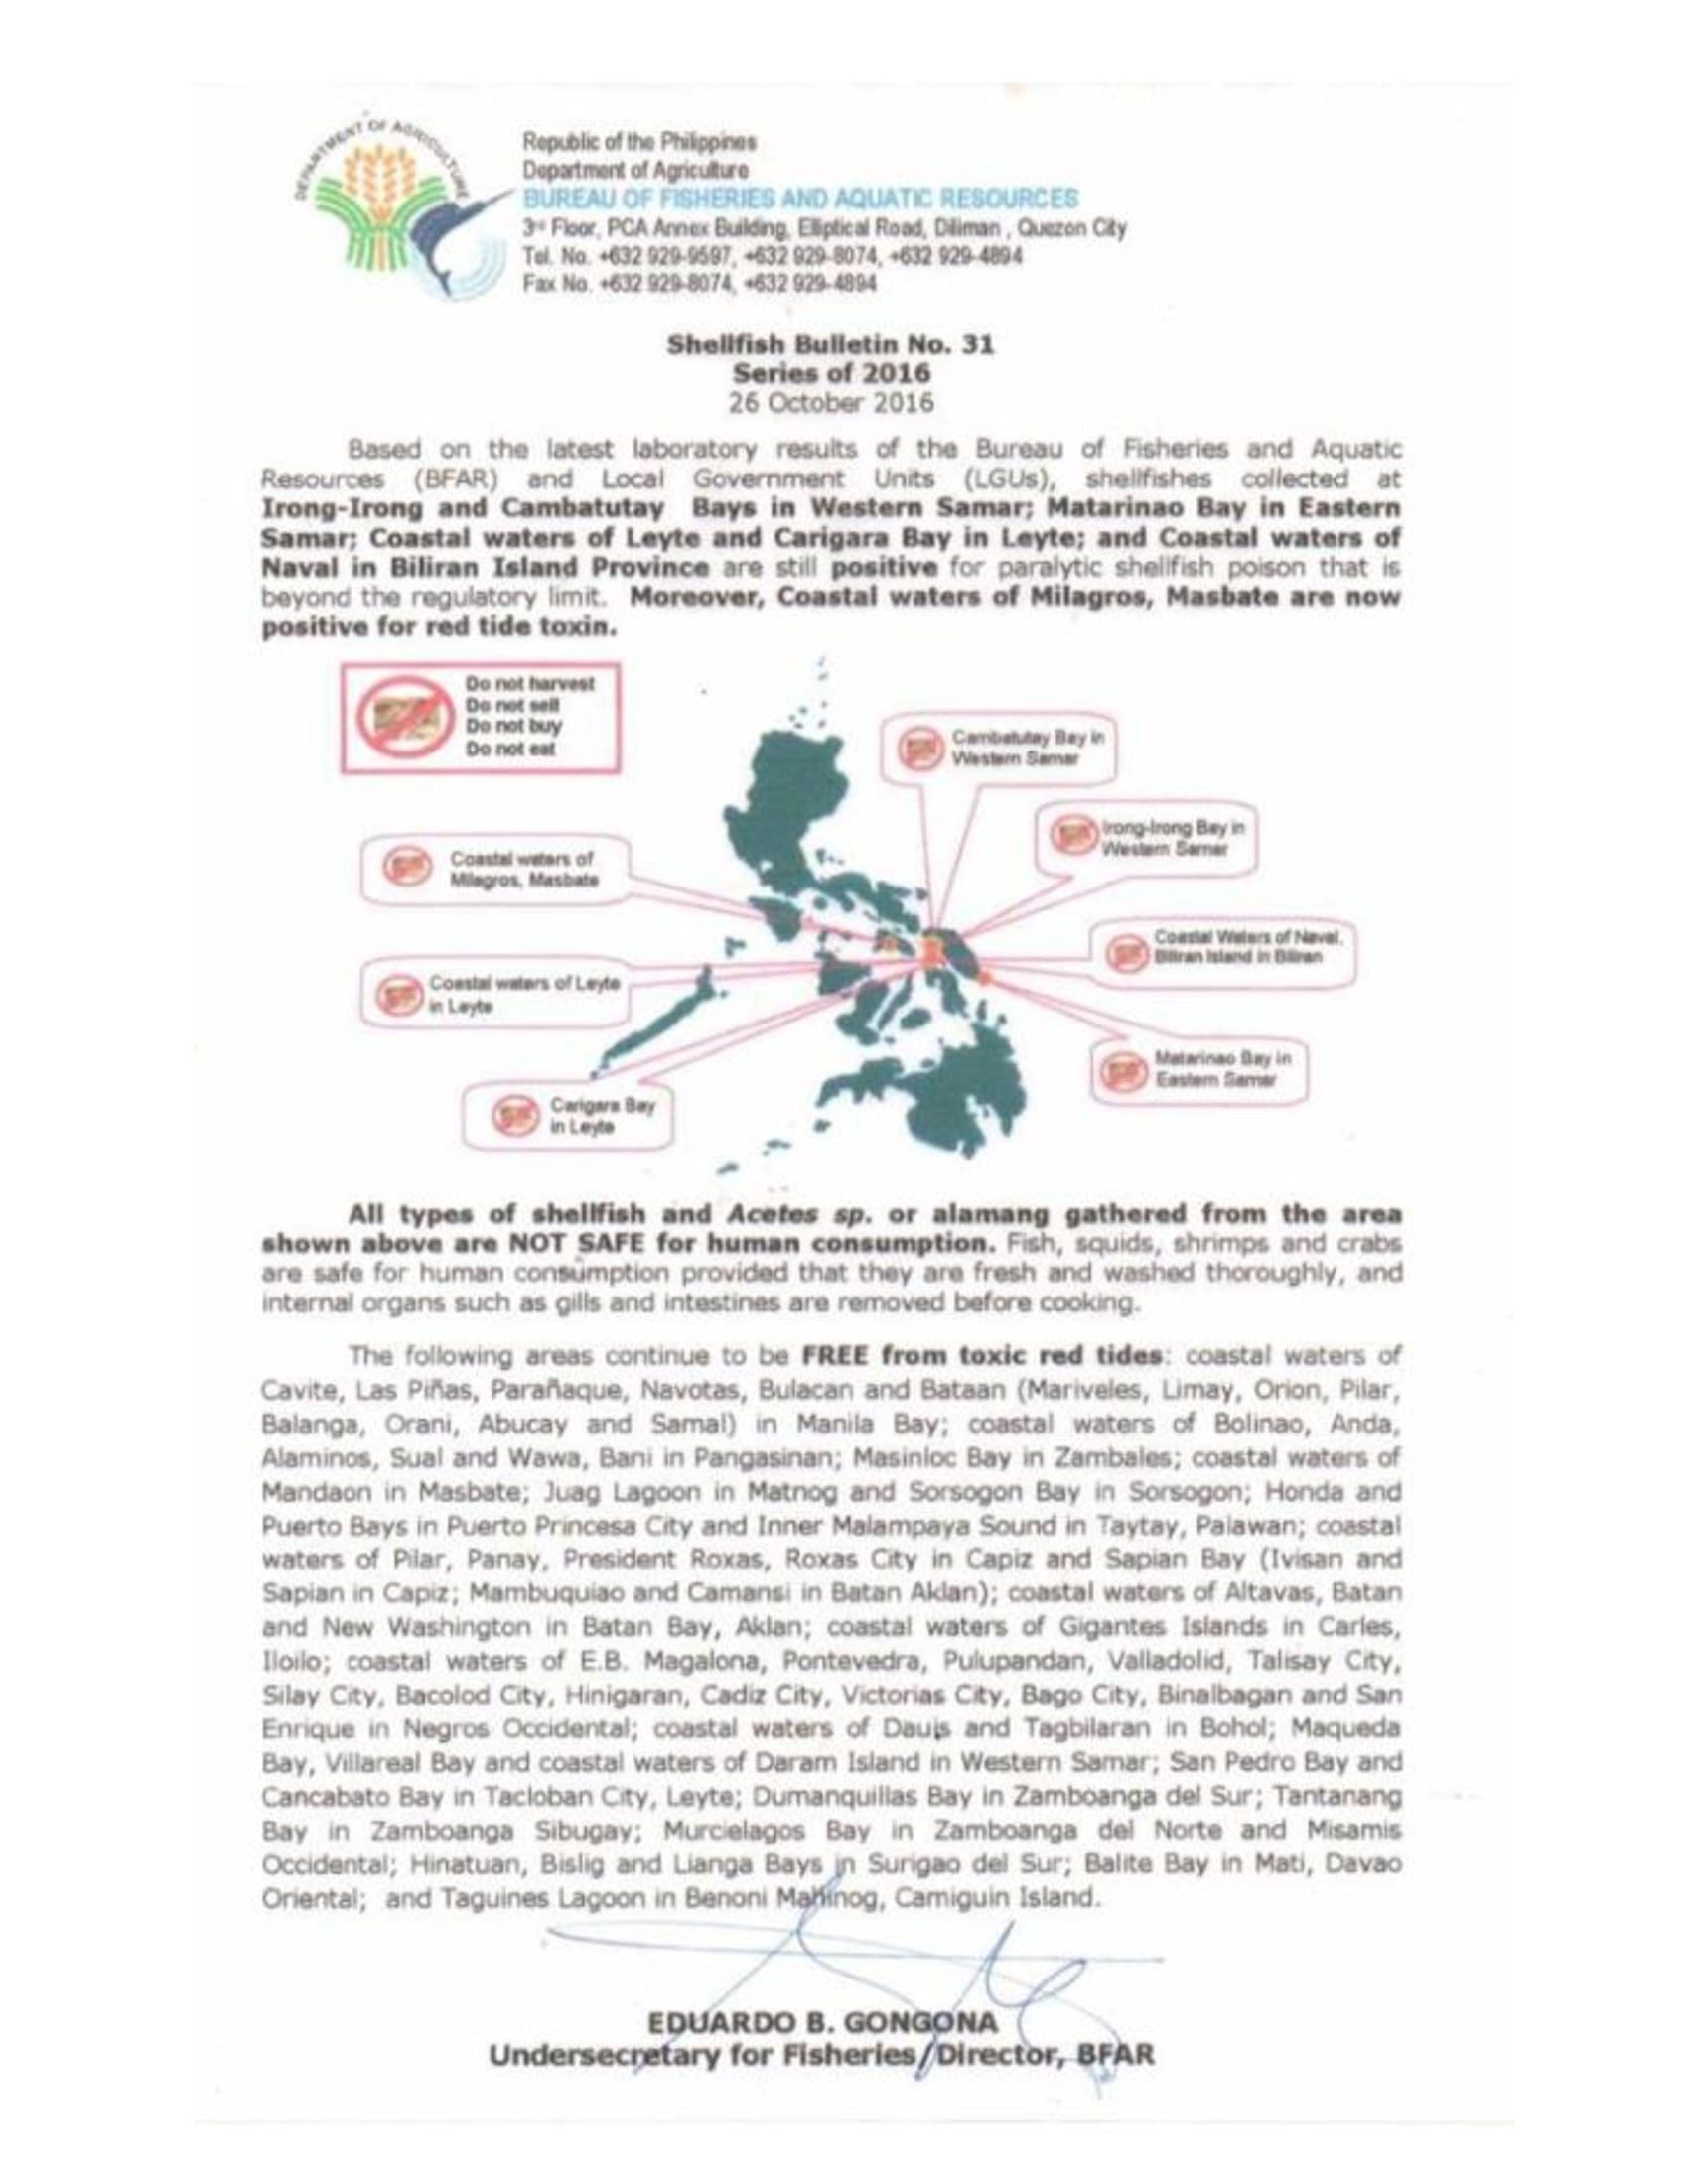 DEPARTMENT OF AGRICULTURE
Republic of the Philippines
Department of Agriculture
BUREAU OF FISHERIES AND AQUATIC RESOURCES
3rd Floor, PCA Annex Building, Elliptical Road, Diliman , Quezon City
Tel. No. +632 929-9597, +632 929-8074, +632 929-4894
Fax No. +632 929-8074, +632 929-4894
Shellfish Bulletin No. 31
Series of 2016
26 October 2016
Based on the latest laboratory results of the Bureau of Fisheries and Aquatic
Resources (BFAR) and Local Government Units (LGUs), shellfishes collected at
Irong-Irong and Cambatutay Bays in Western Samar; Matarinao Bay in Eastern
Samar; Coastal waters of Leyte and Carigara Bay in Leyte; and Coastal waters of
Naval in Biliran Island Province are still positive for paralytic shellfish poison that is
beyond the regulatory limit. Moreover, Coastal waters of Milagros, Masbate are now
positive for red tide toxin.
Do not harvest
Do not sell
Do not buy
Do not eat
Cambatutay Bay in
Western Samar
Irong-Irong Bay in
Western Samar
Coastal waters of
Milagros, Masbate
Coastal Waters of Naval,
Biliran Island in Biliran
Coastal waters of Leyte
in Leyte
Matarinao Bay in
Eastern Samar
Carigara Bay
in Leyte
All types of shellfish and Acetes sp. or alamang gathered from the area
shown above are NOT SAFE for human consumption. Fish, squids, shrimps and crabs
are safe for human consumption provided that they are fresh and washed thoroughly, and
internal organs such as gills and intestines are removed before cooking.
The following areas continue to be FREE from toxic red tides: coastal waters of
Cavite, Las Piñas, Parañaque, Navotas, Bulacan and Bataan (Mariveles, Limay, Orion, Pilar,
Balanga, Orani, Abucay and Samal) in Manila Bay; coastal waters of Bolinao, Anda,
Alaminos, Sual and Wawa, Bani in Pangasinan; Masinloc Bay in Zambales; coastal waters of
Mandaon in Masbate; Juag Lagoon in Matnog and Sorsogon Bay in Sorsogon; Honda and
Puerto Bays in Puerto Princesa City and Inner Malampaya Sound in Taytay, Palawan; coastal
waters of Pilar, Panay, President Roxas, Roxas City in Capiz and Sapian Bay (Ivisan and
Sapian in Capiz; Mambuquiao and Camansi in Batan Aklan); coastal waters of Altavas, Batan
and New Washington in Batan Bay, Aklan; coastal waters of Gigantes Islands in Carles,
Iloilo; coastal waters of E.B. Magalona, Pontevedra, Pulupandan, Valladolid, Talisay City,
Silay City, Bacolod City, Hinigaran, Cadiz City, Victorias City, Bago City, Binalbagan and San
Enrique in Negros Occidental; coastal waters of Dauis and Tagbilaran in Bohol; Maqueda
Bay, Villareal Bay and coastal waters of Daram Island in Western Samar; San Pedro Bay and
Cancabato Bay in Tacloban City, Leyte; Dumanquillas Bay in Zamboanga del Sur; Tantanang
Bay in Zamboanga Sibugay; Murcielagos Bay in Zamboanga del Norte and Misamis
Occidental; Hinatuan, Bislig and Lianga Bays in Surigao del Sur; Balite Bay in Mati, Davao
Oriental; and Taguines Lagoon in Benoni Mahinog, Camiguin Island.
EDUARDO B. GONGONA
Undersecretary for Fisheries/Director, BFAR